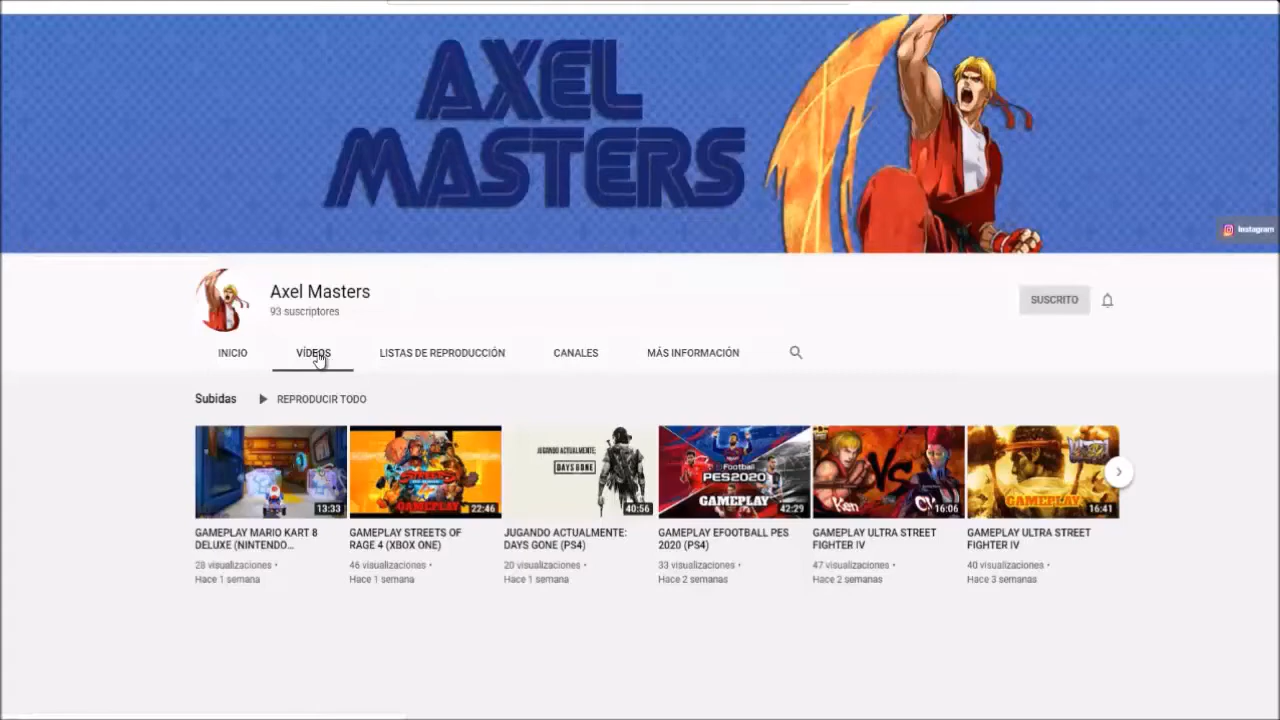 AXEL
MASTERS
Instagram
Axel Masters
93 suscriptores
SUSCRITO
INICIO
VÍDEOS
LISTAS DE REPRODUCCIÓN
CANALES
MÁS INFORMACIÓN
Subidas
REPRODUCIR TODO
13:33
STREETS
22:46
JUGANDO ACTUALMENTE:
DAYS GONE
40:56
eFootball
PES2020
GAMEPLAY
42:29
Ken
VS
16:06
GAMEPLAY
16:41
GAMEPLAY MARIO KART 8
DELUXE (NINTENDO...
28 visualizaciones •
Hace 1 semana
GAMEPLAY STREETS OF
RAGE 4 (XBOX ONE)
46 visualizaciones •
Hace 1 semana
JUGANDO ACTUALMENTE:
DAYS GONE (PS4)
20 visualizaciones •
Hace 1 semana
GAMEPLAY EFOOTBALL PES
2020 (PS4)
33 visualizaciones •
Hace 2 semanas
GAMEPLAY ULTRA STREET
FIGHTER IV
47 visualizaciones •
Hace 2 semanas
GAMEPLAY ULTRA STREET
FIGHTER IV
40 visualizaciones •
Hace 3 semanas